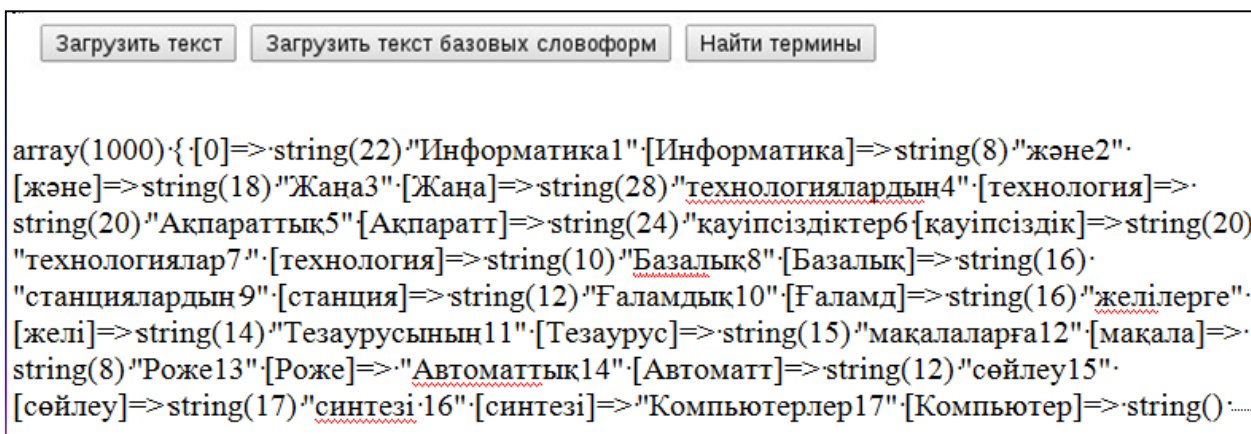 Загрузить текст Загрузить текст базовых словоформ Найти термины
array(1000)·{·[0]=>·string(22)·"Информатика1"·[Информатика]=>string(8)·"және2"·
[және]=>string(18)·"Жаңа3"·[Жаңа]=>string(28)·"технологиялардың4"·[технология]=>·
string(20)·"Ақпараттық5"·[Ақпаратт]=>string(24)·"қауіпсіздіктер6·[қауіпсіздік]=>string(20)
"технологиялар7·"·[технология]=>string(10)·"Базалық8"·[Базалық]=>string(16)·
"станциялардың·9"·[станция]=>string(12)·"Ғаламдық10"·[Ғаламд]=>string(16)·"желілерге"·
[желі]=>string(14)·"Тезаурусының11"·[Тезаурус]=>string(15)·"мақалаларға12"·[мақала]=>·
string(8)·"Роже13"·[Роже]=>·"Автоматтық14"·[Автоматт]=>string(12)·"сөйлеу15"·
[сөйлеу]=>string(17)·"синтезі·16"·[синтезі]=>"Компьютерлер17"·[Компьютер]=>·string()·......